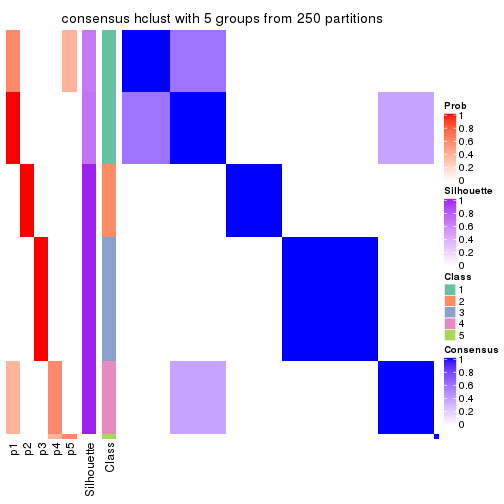 consensus hclust with 5 groups from 250 partitions
Prob
1
0.8
0.6
0.4
0.2
0
Silhouette
1
0.8
0.6
0.4
0.2
0
Class
1
2
3
4
5
Consensus
1
0.8
0.6
0.4
0.2
0
p1
p2
p3
p4
p5
Silhouette
Class